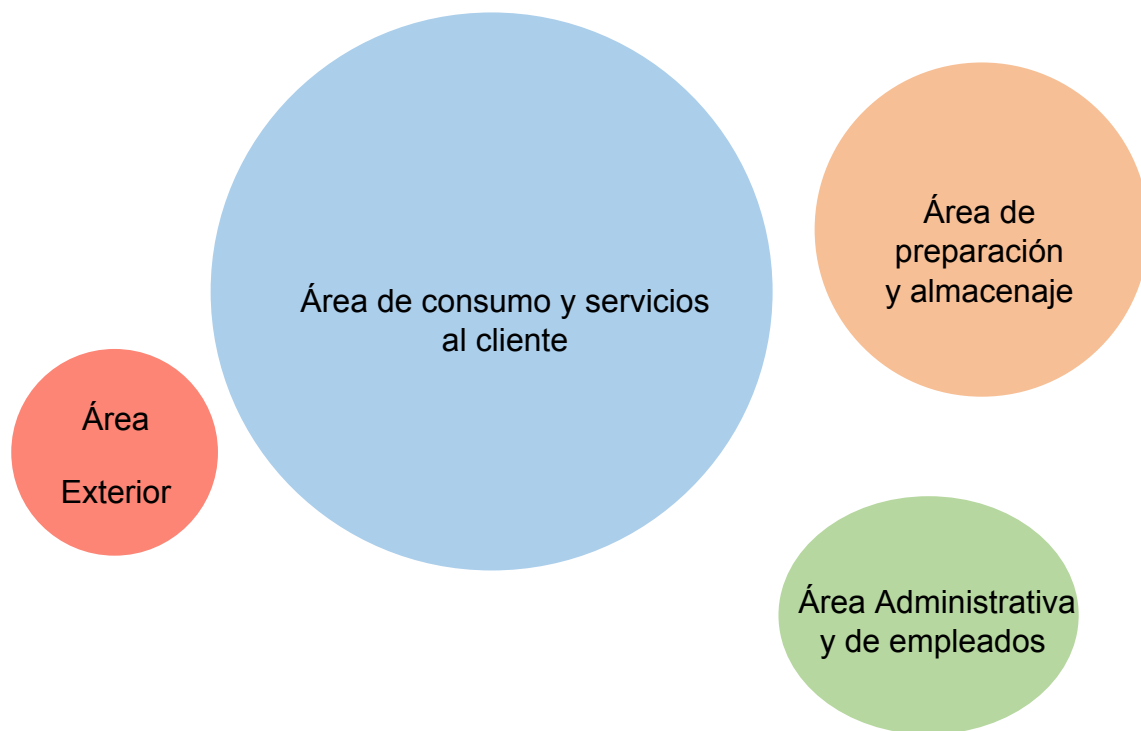 Área de consumo y servicios
al cliente
Área de
preparación
y almacenaje
Área
Exterior
Área Administrativa
y de empleados